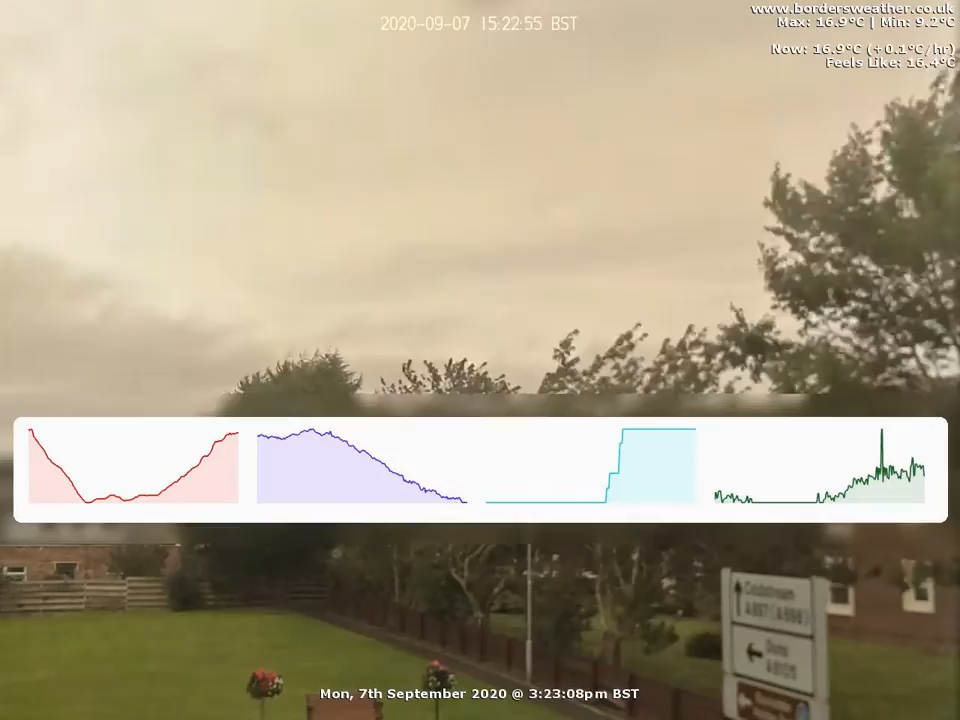 www.bordersweather.co.uk
2020-09-07 15:22:55 BST
Max: 16.9°C | Min: 9.2°C
Now: 16.9°C (+0.1°C/hr)
Feels Like: 16.4°C
Coldstream
A697 (A698)
Duns
Mon, 7th September 2020 @ 3:23:08pm BST